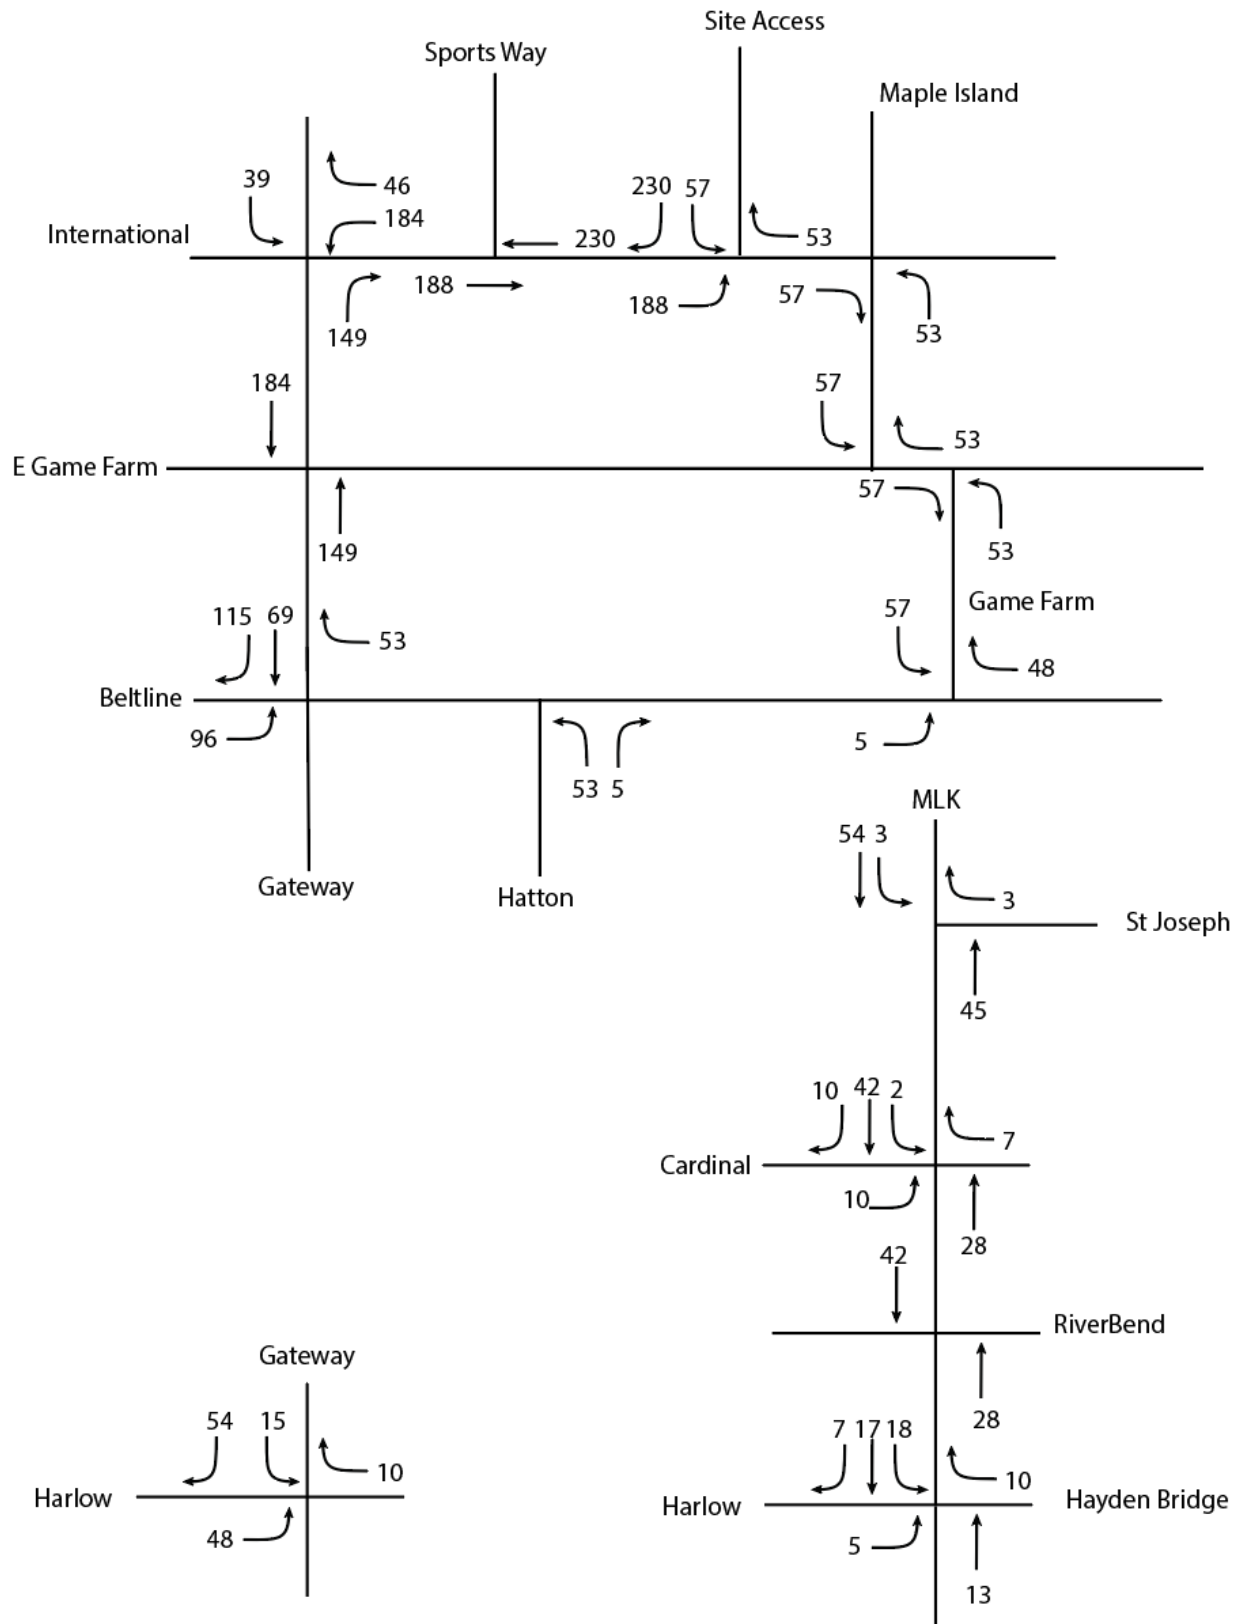 Site Access
Sports Way
Maple Island
39
46
230 57
184
International
230
53
188
188
57
149
53
184
57
53
E Game Farm
57
149
53
115 69
57
Game Farm
53
48
Beltline
96
5
53 5
MLK
54 3
Gateway
Hatton
3
St Joseph
45
10 42 2
7
Cardinal
10
28
42
RiverBend
Gateway
28
54 15
7 17 18
10
10
Harlow
Harlow
Hayden Bridge
48
5
13